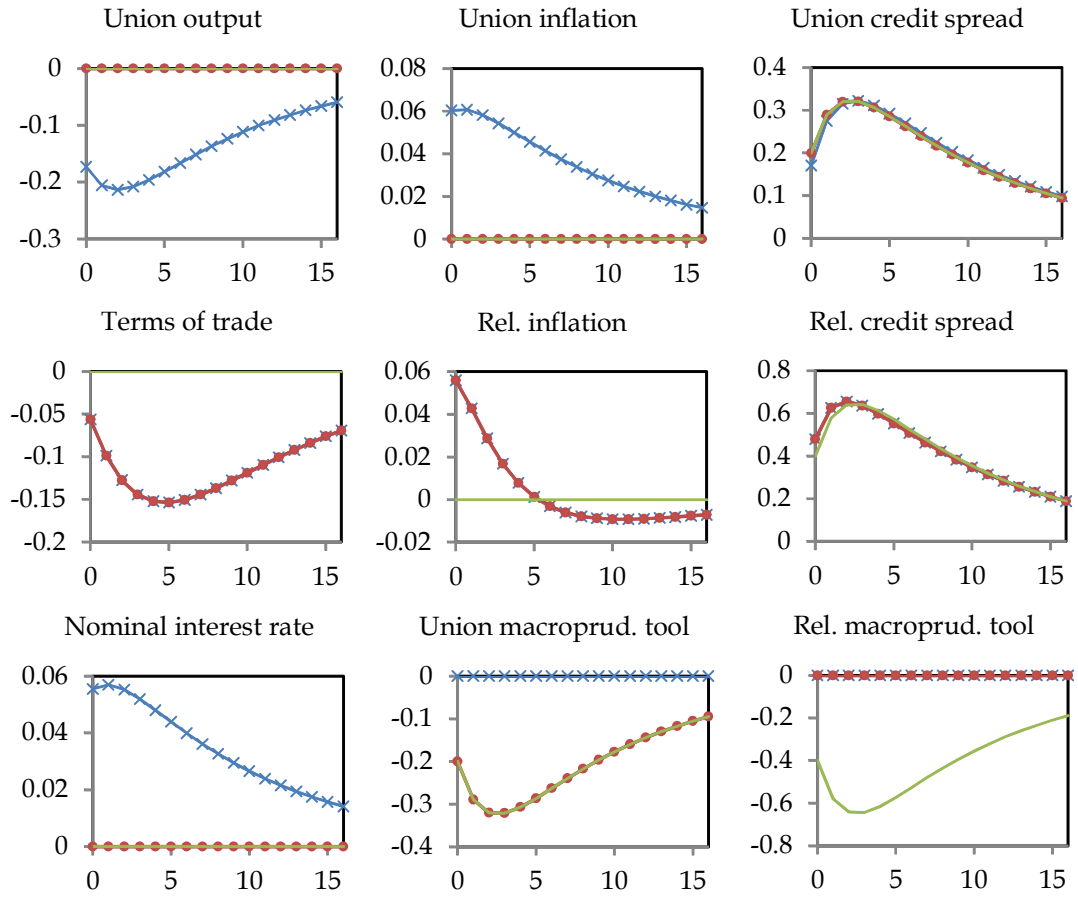 Union output Union inflation Union credit spread
0 0.08 0.4
-0.1 0.06 0.3
0.04 0.2
-0.2 0.02 0.1
-0.3 0 0
0 5 10 15 0 5 10 15 0 5 10 15
Terms of trade Rel. inflation Rel. credit spread
0 0.06 0.8
-0.05 0.04 0.6
-0.1 0.02 0.4
-0.15 0 0.2
-0.2 -0.02 0
0 5 10 15 0 5 10 15 0 5 10 15
Nominal interest rate Union macroprud. tool Rel. macroprud. tool
0.06 0 0
0.04 -0.1 -0.2
-0.2 -0.4
0.02 -0.3 -0.6
0 -0.4 -0.8
0 5 10 15 0 5 10 15 0 5 10 15